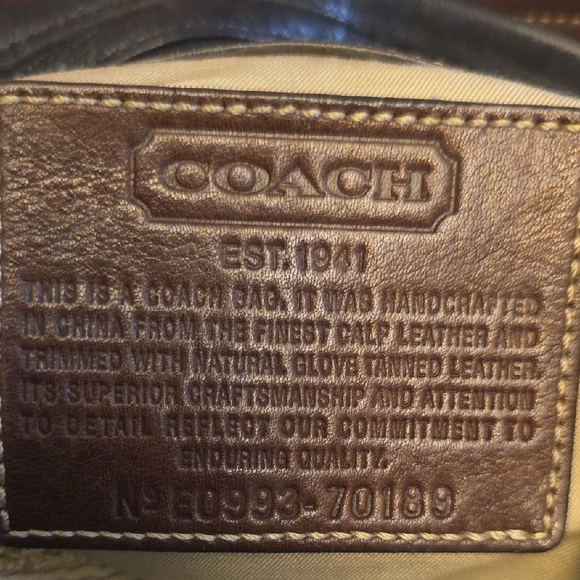 COACH
EST. 1941
THIS IS A COACH BAG. IT WAS HANDCRAFTED
IN CHINA FROM THE FINEST CALF LEATHER AND
TRIMMED WITH NATURAL GLOVE TANNED LEATHER.
ITS SUPERIOR CRAFTSMANSHIP AND ATTENTION
TO DETAIL REFLECT OUR COMMITMENT TO
ENDURING QUALITY.
No E0993-70189